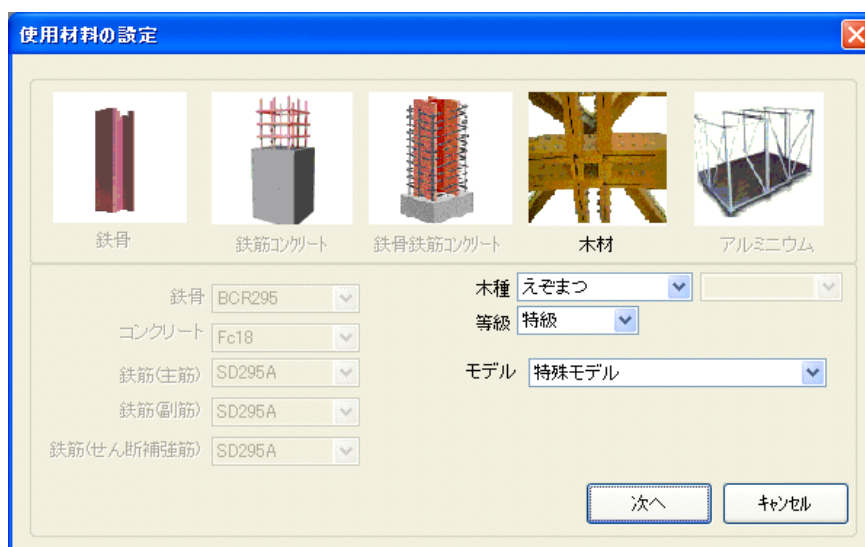 使用材料の設定
鉄骨 鉄筋コンクリート 鉄骨鉄筋コンクリート 木材 アルミニウム
鉄骨 BCR295
コンクリート Fc18
鉄筋(主筋) SD295A
鉄筋(副筋) SD295A
鉄筋(せん断補強筋) SD295A
木種 えぞまつ
等級 特級
モデル 特殊モデル
次へ キャンセル